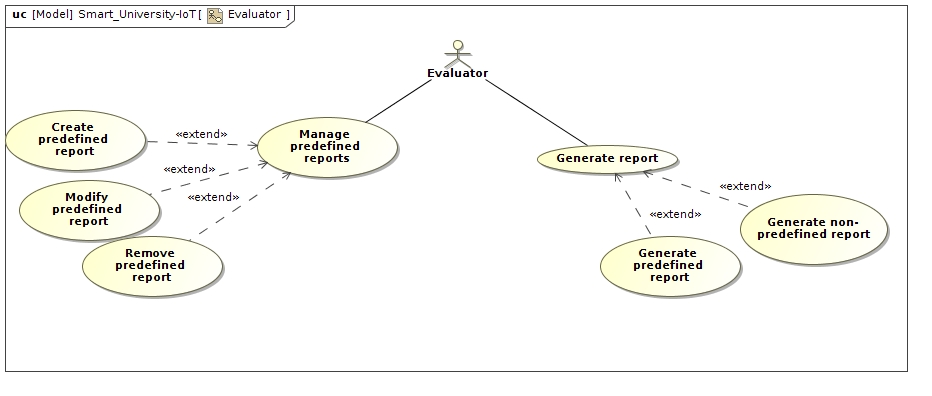 uc [Model] Smart_University-IoT[ Evaluator ]
Evaluator
Create
predefined
report
«extend»
Manage
predefined
reports
Modify
predefined
report
«extend»
Remove
predefined
report
«extend»
Generate report
Generate
predefined
report
«extend»
Generate non-
predefined report
«extend»